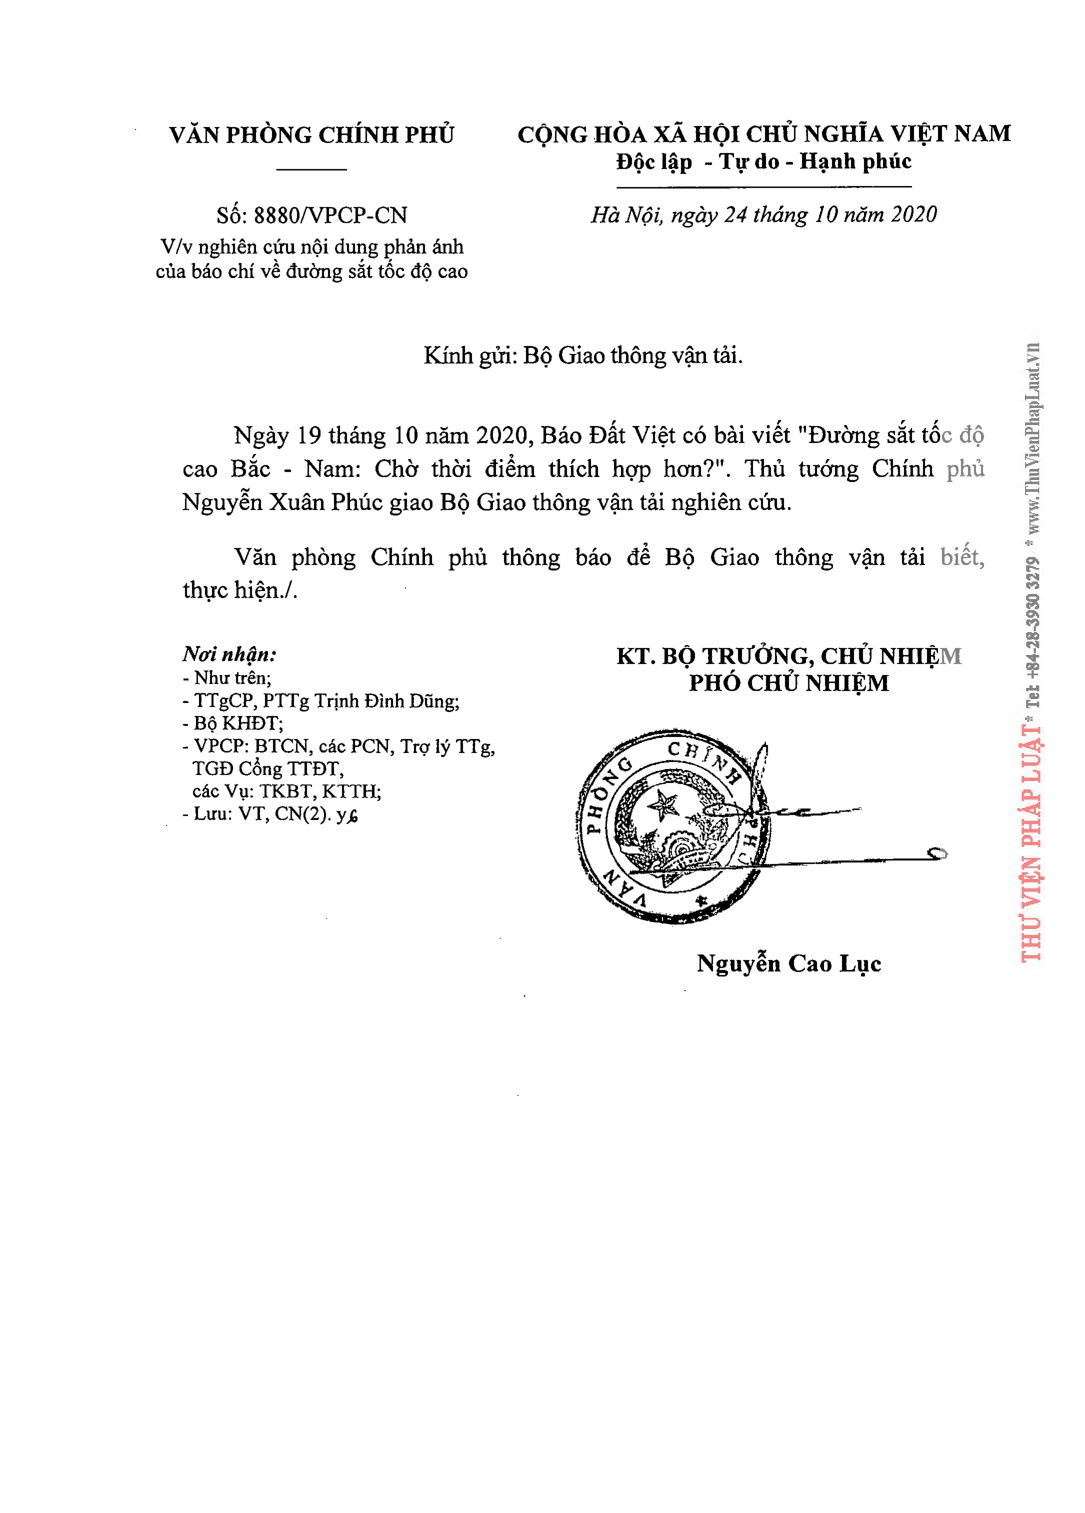 VĂN PHÒNG CHÍNH PHỦ
Số: 8880/VPCP-CN
V/v nghiên cứu nội dung phản ánh
của báo chí về đường sắt tốc độ cao
CỘNG HÒA XÃ HỘI CHỦ NGHĨA VIỆT NAM
Độc lập - Tự do - Hạnh phúc
Hà Nội, ngày 24 tháng 10 năm 2020
Kính gửi: Bộ Giao thông vận tải.
Ngày 19 tháng 10 năm 2020, Báo Đất Việt có bài viết "Đường sắt tốc độ
cao Bắc - Nam: Chờ thời điểm thích hợp hơn?". Thủ tướng Chính phủ
Nguyễn Xuân Phúc giao Bộ Giao thông vận tải nghiên cứu.
Văn phòng Chính phủ thông báo để Bộ Giao thông vận tải biết,
thực hiện./.
Nơi nhận:
- Như trên;
- TTgCP, PTTg Trịnh Đình Dũng;
- Bộ KHĐT;
- VPCP: BTCN, các PCN, Trợ lý TTg,
TGĐ Cổng TTĐT,
các Vụ: TKBT, KTTH;
- Lưu: VT, CN(2).
KT. BỘ TRƯỞNG, CHỦ NHIỆM
PHÓ CHỦ NHIỆM
VĂN PHÒNG CHÍNH PHỦ
Nguyễn Cao Lục
THƯ VIỆN PHÁP LUẬT * Tel: +84-28-3930 3279 * www.ThuVienPhapLuat.vn